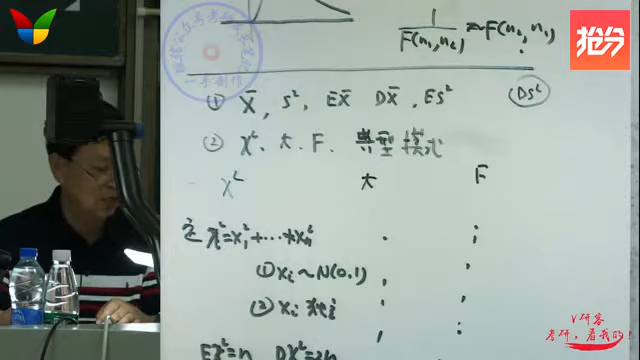 抢分
1/F(n₁,n₂) ~ F(n₂,n₁)
① X̄, S², EX̄ DX̄, ES² DS²
② χ², t, F. 典型模式
χ² t F
定 χ²=X₁²+⋯+Xₙ²
① Xᵢ~N(0,1),
② Xᵢ 独立
Eχ²=n Dχ²=2n
V研客
考研,看我的!